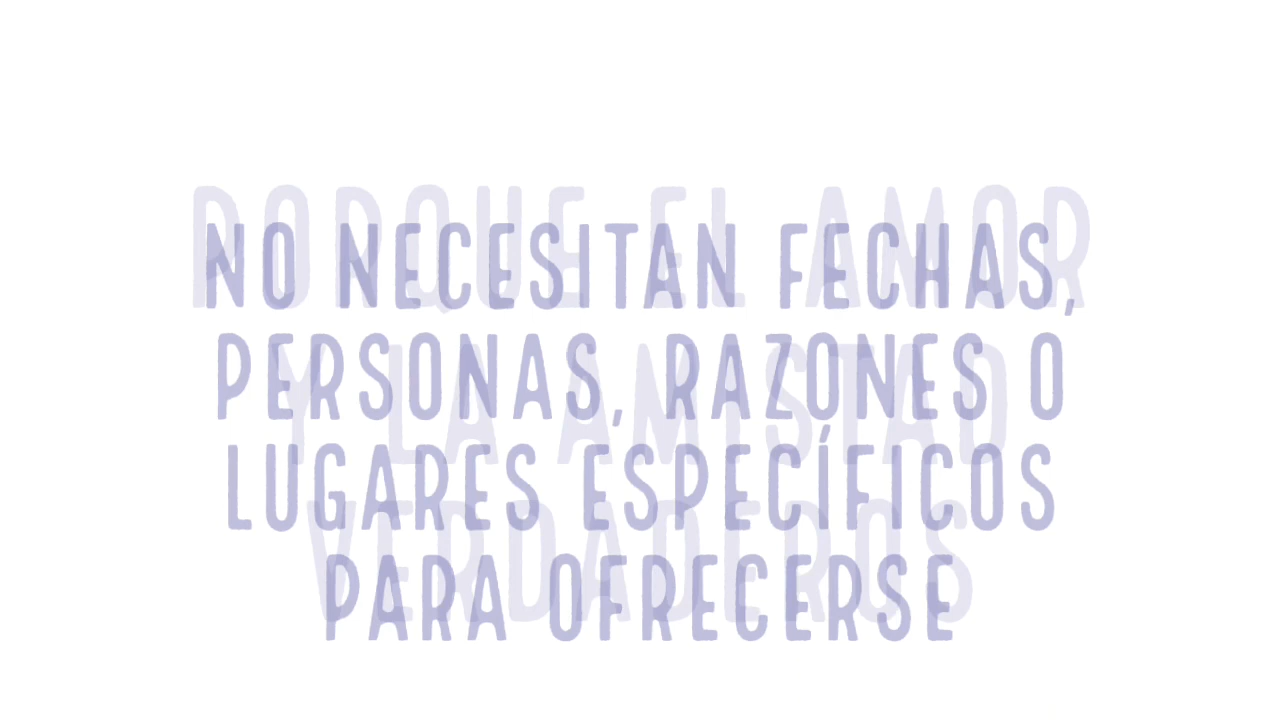 PORQUE EL AMOR
Y LA AMISTAD
VERDADEROS
NO NECESITAN FECHAS,
PERSONAS, RAZONES O
LUGARES ESPECÍFICOS
PARA OFRECERSE